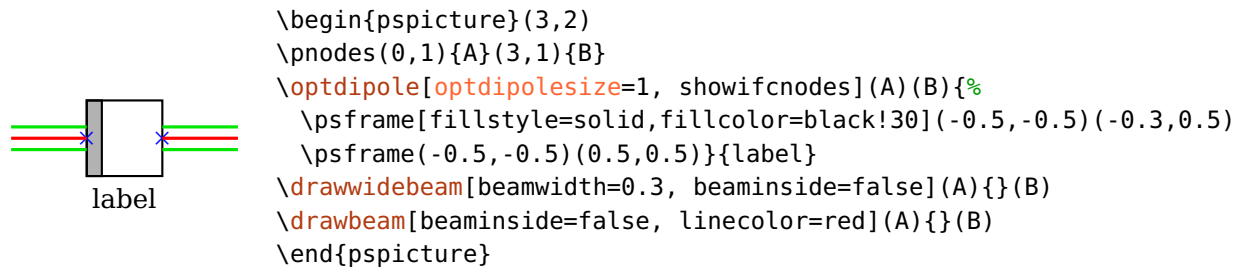 label
\begin{pspicture}(3,2)
\pnodes(0,1){A}(3,1){B}
\optdipole[optdipolesize=1, showifcnodes](A)(B){%
\psframe[fillstyle=solid,fillcolor=black!30](-0.5,-0.5)(-0.3,0.5)
\psframe(-0.5,-0.5)(0.5,0.5)}{label}
\drawwidebeam[beamwidth=0.3, beaminside=false](A){}(B)
\drawbeam[beaminside=false, linecolor=red](A){}(B)
\end{pspicture}